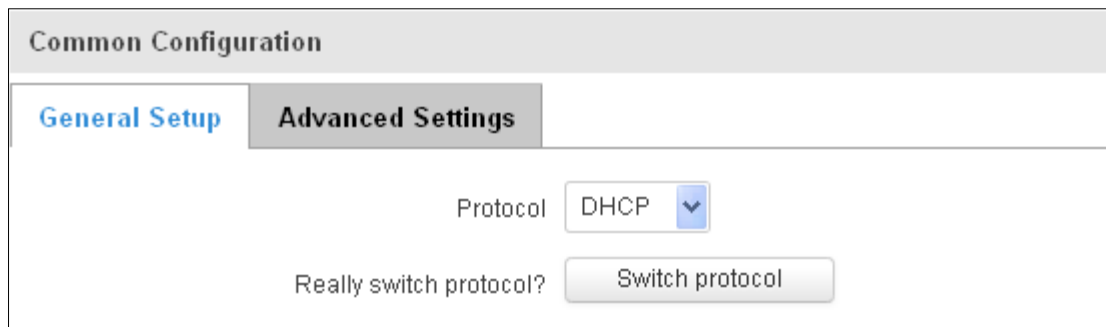 Common Configuration
General Setup Advanced Settings
Protocol DHCP
Really switch protocol? Switch protocol